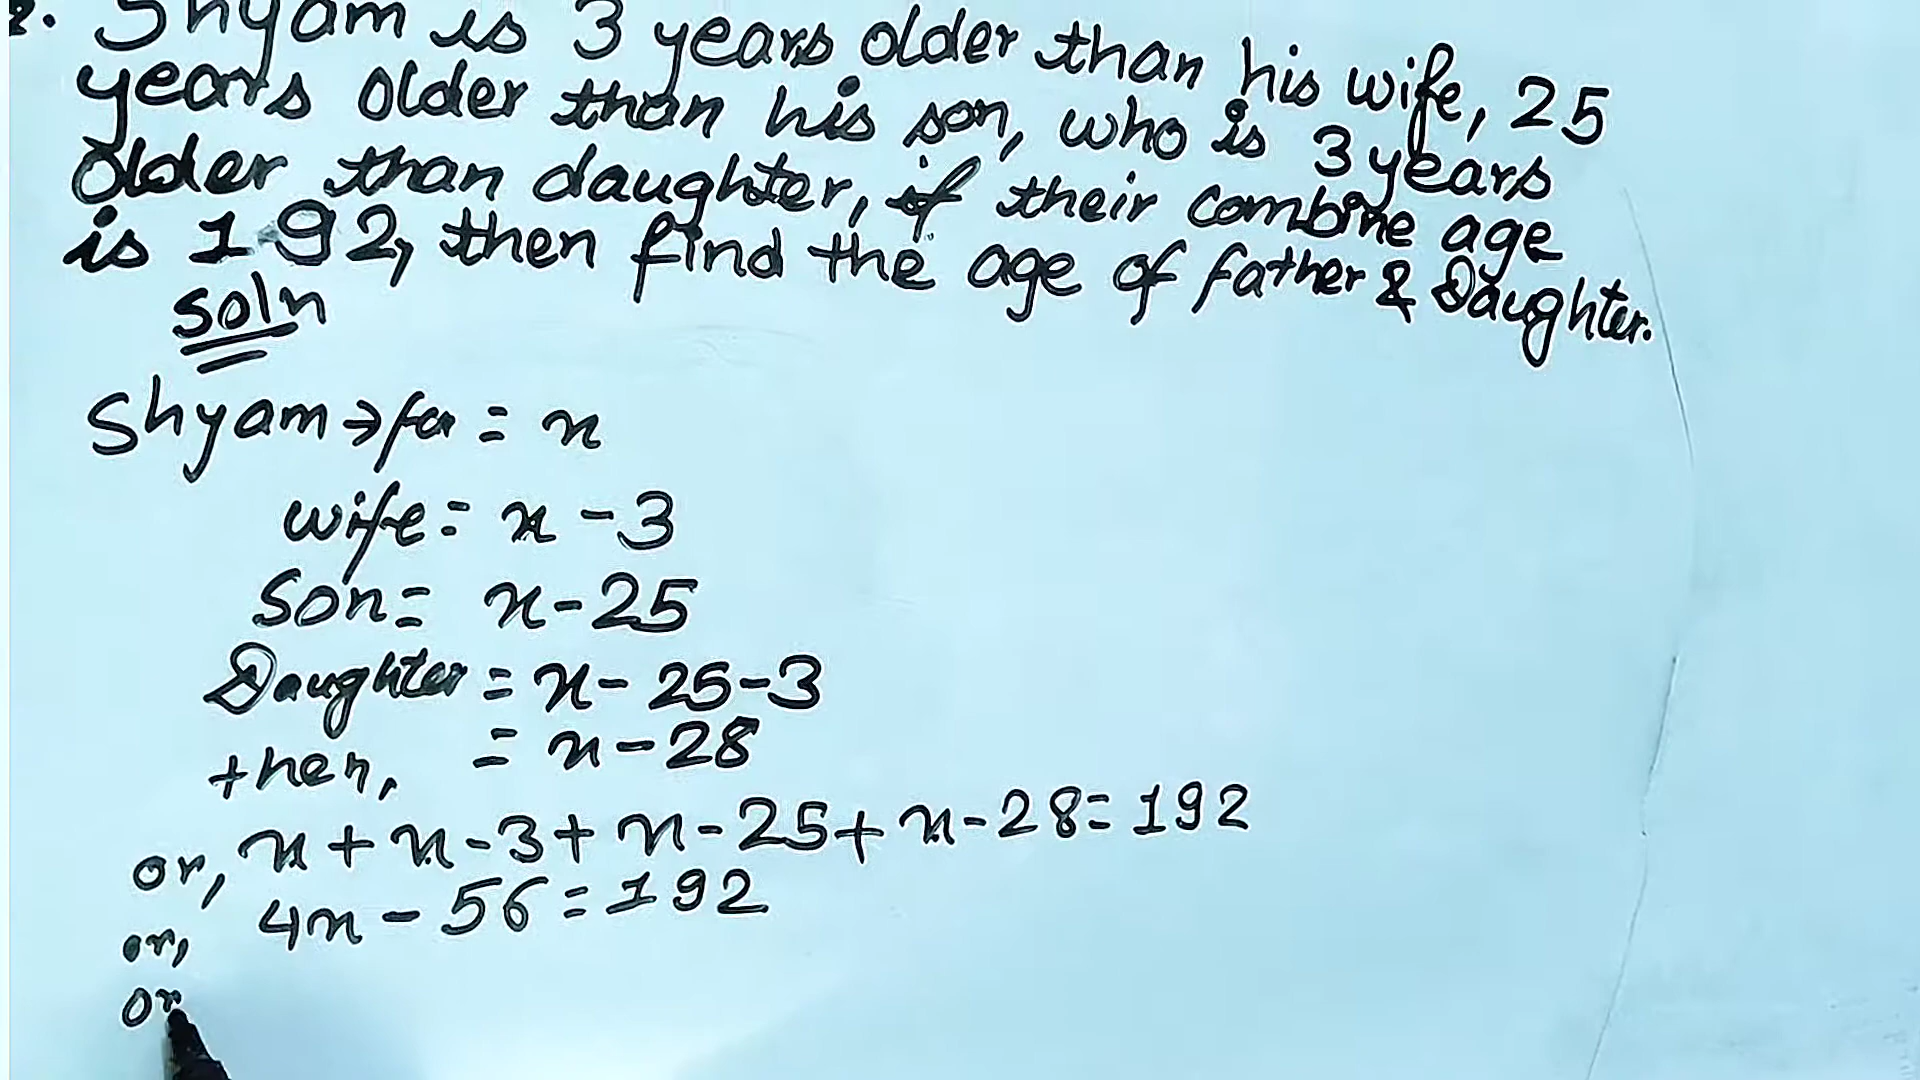 2. Shyam is 3 years older than his wife, 25
years older than his son, who is 3 years
older than daughter, if their combine age
is 192, then find the age of father & Daughter.
soln
Shyam → fa = x
wife = x - 3
Son = x - 25
Daughter = x - 25 - 3
= x - 28
then,
x + x - 3 + x - 25 + x - 28 = 192
or, 4x - 56 = 192
or,
or